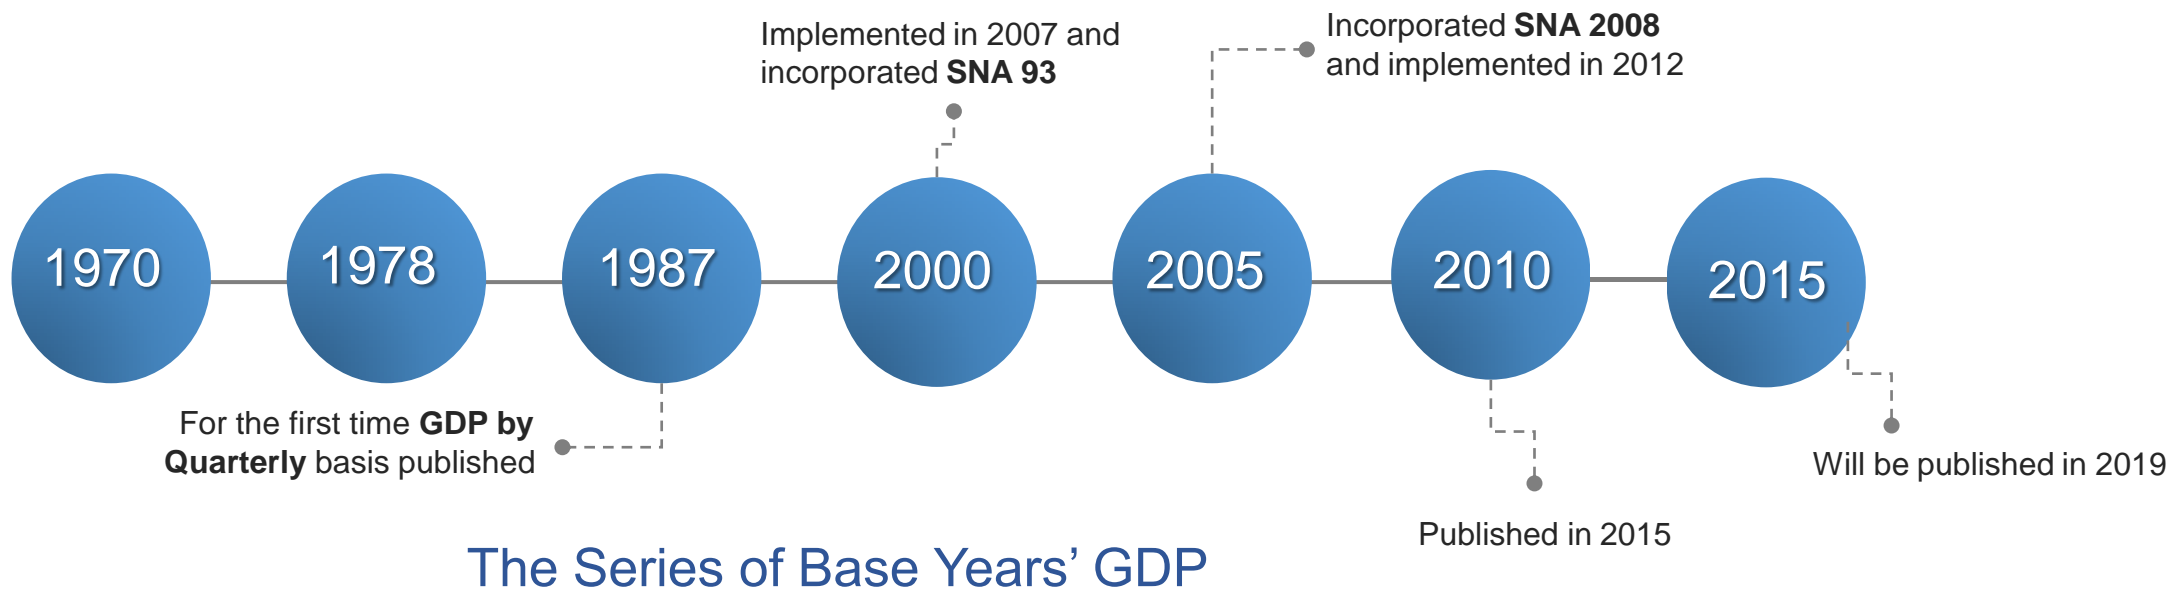 Implemented in 2007 and
incorporated SNA 93
Incorporated SNA 2008
and implemented in 2012
1970
1978
1987
2000
2005
2010
2015
For the first time GDP by
Quarterly basis published
Will be published in 2019
Published in 2015
The Series of Base Years’ GDP